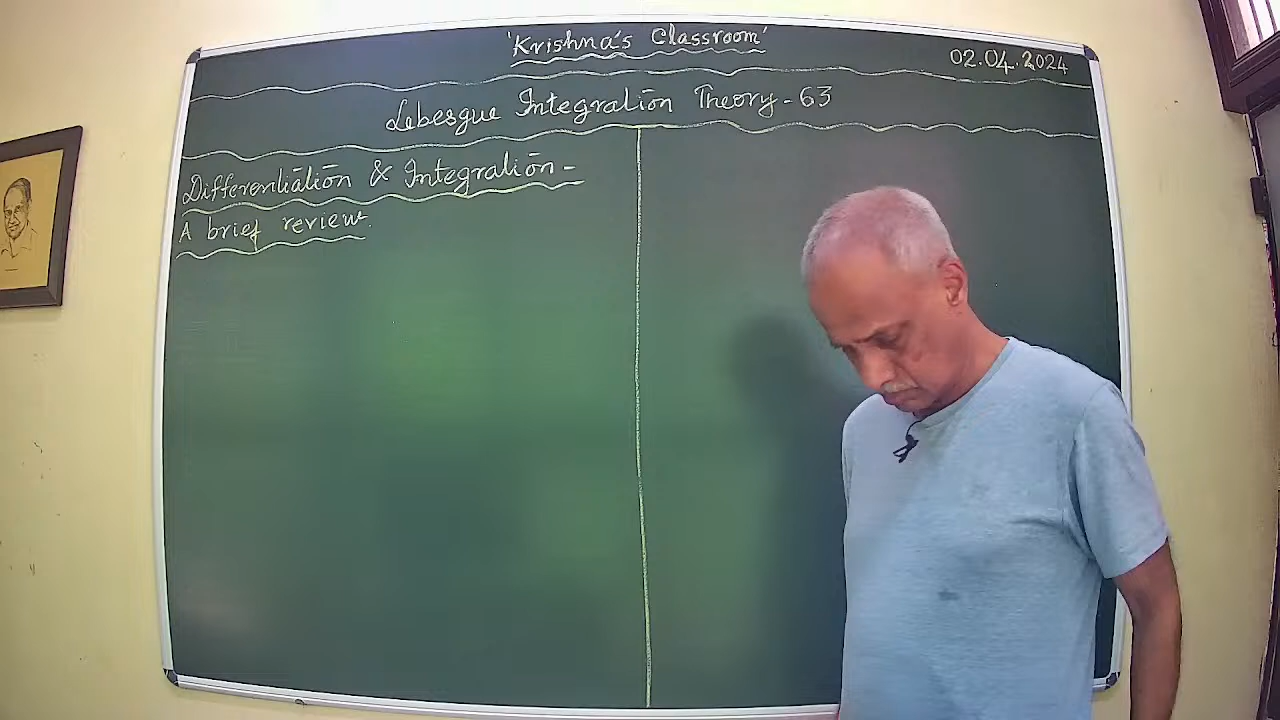 'Krishna's Classroom'
02.04.2024
Lebesgue Integration Theory - 63
Differentiation & Integration -
A brief review.